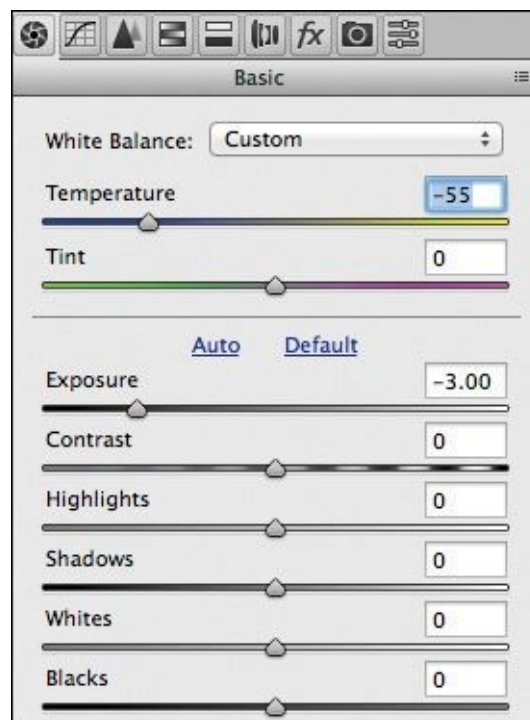 fx
Basic
White Balance: Custom
Temperature -55
Tint 0
Auto Default
Exposure -3.00
Contrast 0
Highlights 0
Shadows 0
Whites 0
Blacks 0